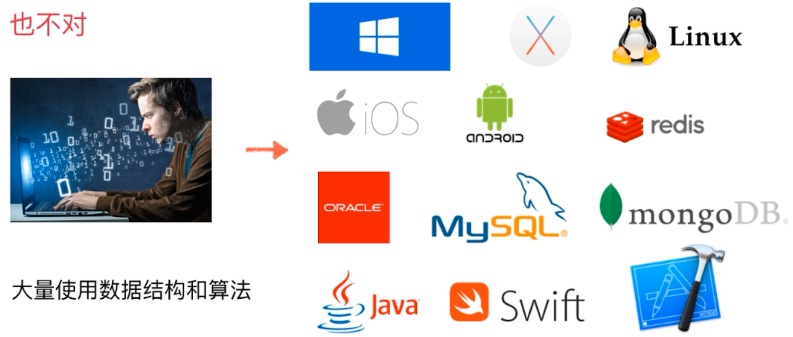 也不对
Linux
iOS
ANDROID
redis
ORACLE
MySQL®
mongoDB®
大量使用数据结构和算法
Java
Swift